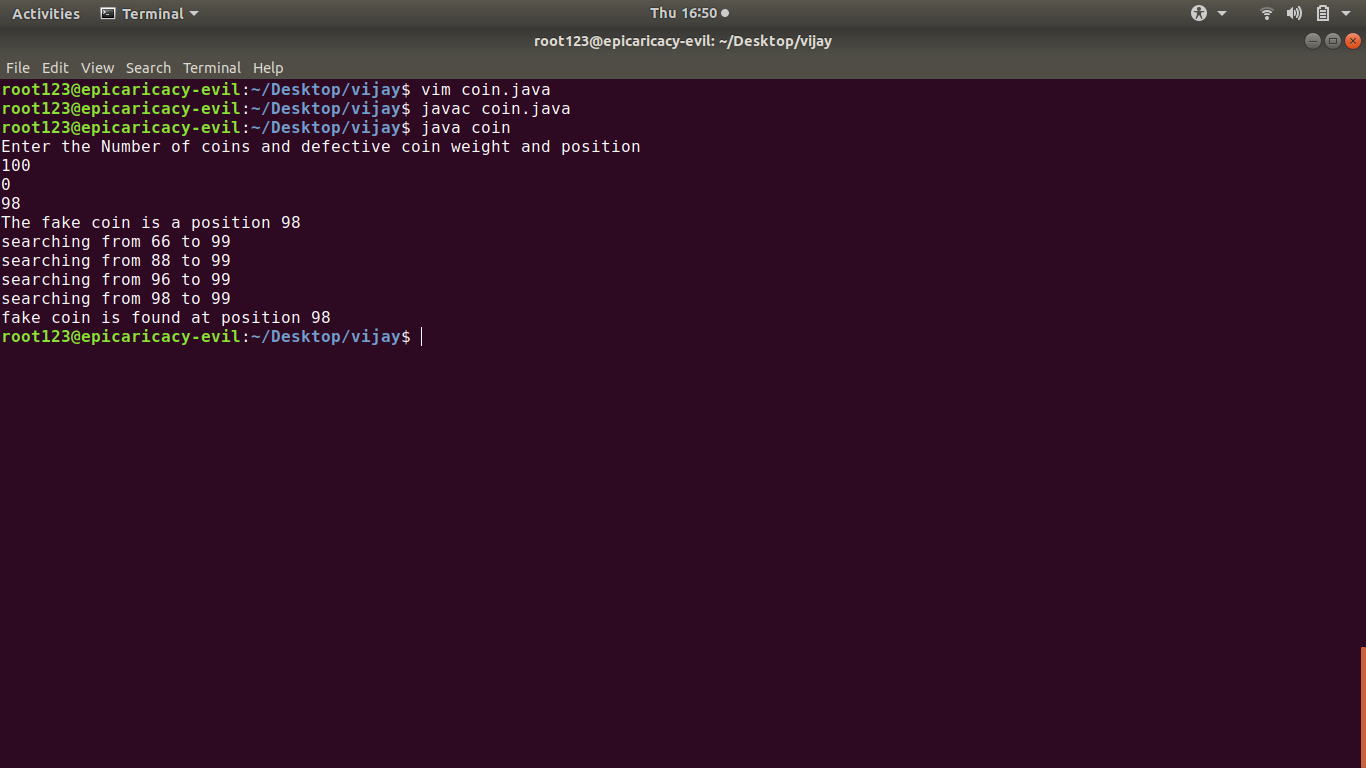 Activities Terminal Thu 16:50
root123@epicaricacy-evil: ~/Desktop/vijay
File Edit View Search Terminal Help
root123@epicaricacy-evil:~/Desktop/vijay$ vim coin.java
root123@epicaricacy-evil:~/Desktop/vijay$ javac coin.java
root123@epicaricacy-evil:~/Desktop/vijay$ java coin
Enter the Number of coins and defective coin weight and position
100
0
98
The fake coin is a position 98
searching from 66 to 99
searching from 88 to 99
searching from 96 to 99
searching from 98 to 99
fake coin is found at position 98
root123@epicaricacy-evil:~/Desktop/vijay$